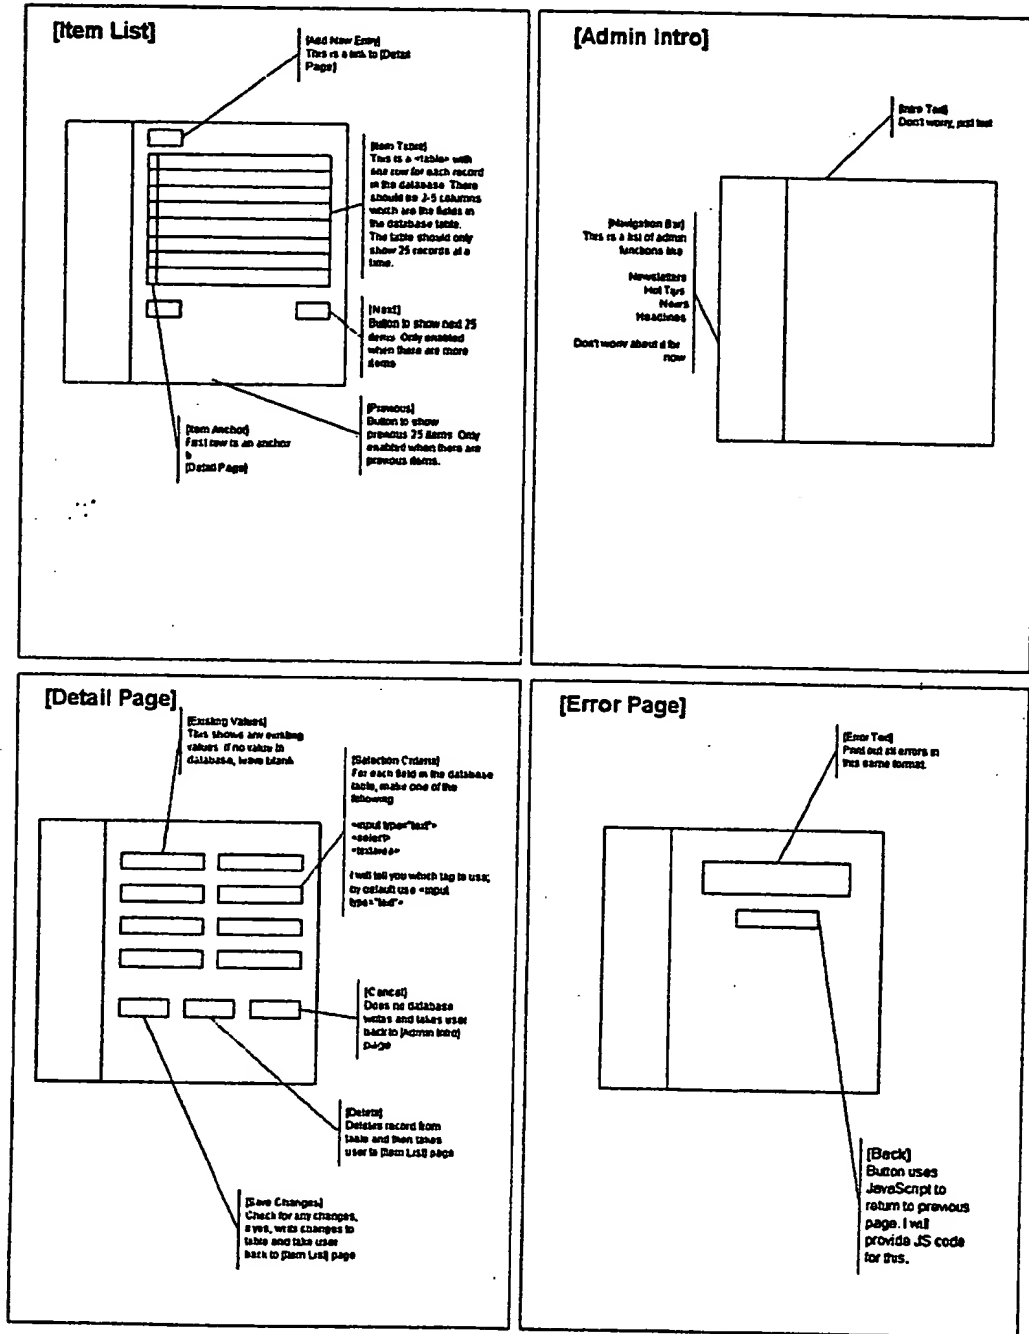 [Item List]
[Add New Entry]
This is a link to [Detail
Page]
[Item Table]
This is a <table> with
one row for each record
in the database. There
should be 2-5 columns
which are the fields in
the database table.
The table should only
show 25 records at a
time.
[Next]
Button to show next 25
items. Only enabled
when there are more
items
[Previous]
Button to show
previous 25 items. Only
enabled when there are
previous items.
[Item Anchor]
First row is an anchor
[Detail Page]
[Admin Intro]
[Intro Text]
Don't worry, just text
[Navigation Bar]
This is a list of admin
functions like
Newsletters
Hot Tips
News
Headlines
Don't worry about it for
now
[Detail Page]
[Existing Values]
This shows any existing
values. If no value in
database, leave blank
[Selection Criteria]
For each field in the database
table, make one of the
following
<input type="text">
<select>
<textarea>
I will tell you which tag to use;
by default use <input
type="text">
[Cancel]
Does no database
writes and takes user
back to [Admin Intro]
page
[Delete]
Deletes record from
table and then takes
user to [Item List] page
[Save Changes]
Check for any changes,
if yes, write changes to
table and take user
back to [Item List] page
[Error Page]
[Error Text]
Print out all errors in
this same format.
[Back]
Button uses
JavaScript to
return to previous
page. I will
provide JS code
for this.